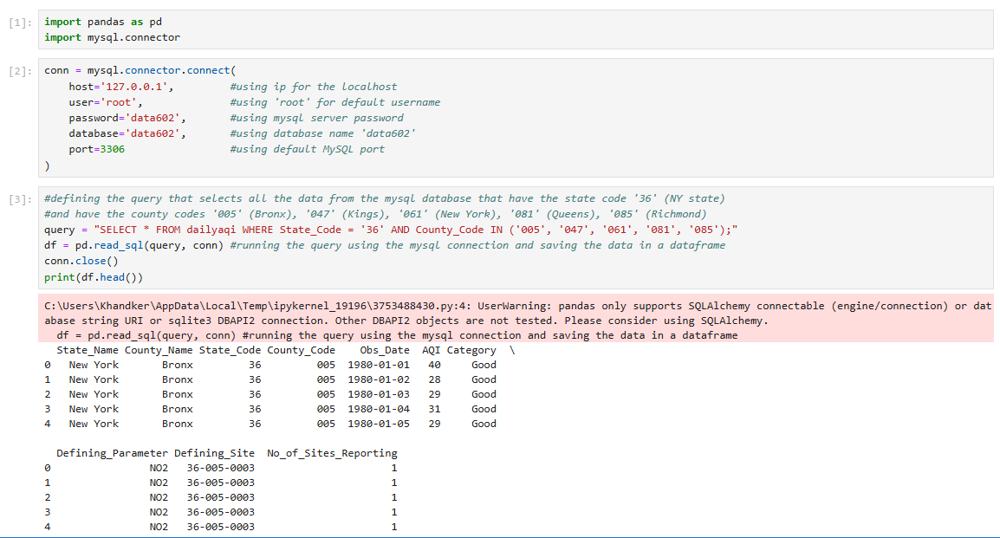 [1]: import pandas as pd
import mysql.connector
[2]: conn = mysql.connector.connect(
    host='127.0.0.1',         #using ip for the localhost
    user='root',              #using 'root' for default username
    password='data602',       #using mysql server password
    database='data602',       #using database name 'data602'
    port=3306                 #using default MySQL port
)
[3]: #defining the query that selects all the data from the mysql database that have the state code '36' (NY state)
#and have the county codes '005' (Bronx), '047' (Kings), '061' (New York), '081' (Queens), '085' (Richmond)
query = "SELECT * FROM dailyaqi WHERE State_Code = '36' AND County_Code IN ('005', '047', '061', '081', '085');"
df = pd.read_sql(query, conn) #running the query using the mysql connection and saving the data in a dataframe
conn.close()
print(df.head())
C:\Users\Khandker\AppData\Local\Temp\ipykernel_19196\3753488430.py:4: UserWarning: pandas only supports SQLAlchemy connectable (engine/connection) or dat
abase string URI or sqlite3 DBAPI2 connection. Other DBAPI2 objects are not tested. Please consider using SQLAlchemy.
  df = pd.read_sql(query, conn) #running the query using the mysql connection and saving the data in a dataframe
  State_Name County_Name State_Code County_Code    Obs_Date  AQI Category  \
0   New York       Bronx         36         005  1980-01-01   40     Good
1   New York       Bronx         36         005  1980-01-02   28     Good
2   New York       Bronx         36         005  1980-01-03   29     Good
3   New York       Bronx         36         005  1980-01-04   31     Good
4   New York       Bronx         36         005  1980-01-05   29     Good
  Defining_Parameter Defining_Site  No_of_Sites_Reporting
0                NO2   36-005-0003                      1
1                NO2   36-005-0003                      1
2                NO2   36-005-0003                      1
3                NO2   36-005-0003                      1
4                NO2   36-005-0003                      1